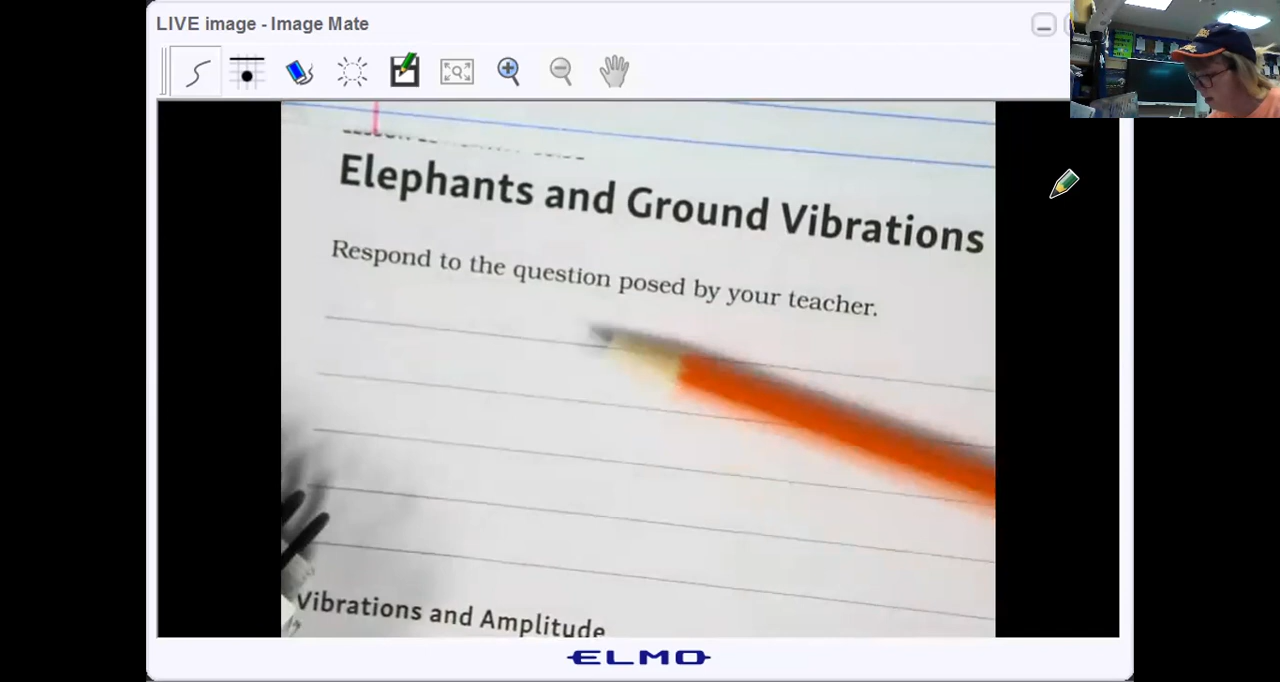 LIVE image - Image Mate
Elephants and Ground Vibrations
Respond to the question posed by your teacher.
Vibrations and Amplitude
ELMO